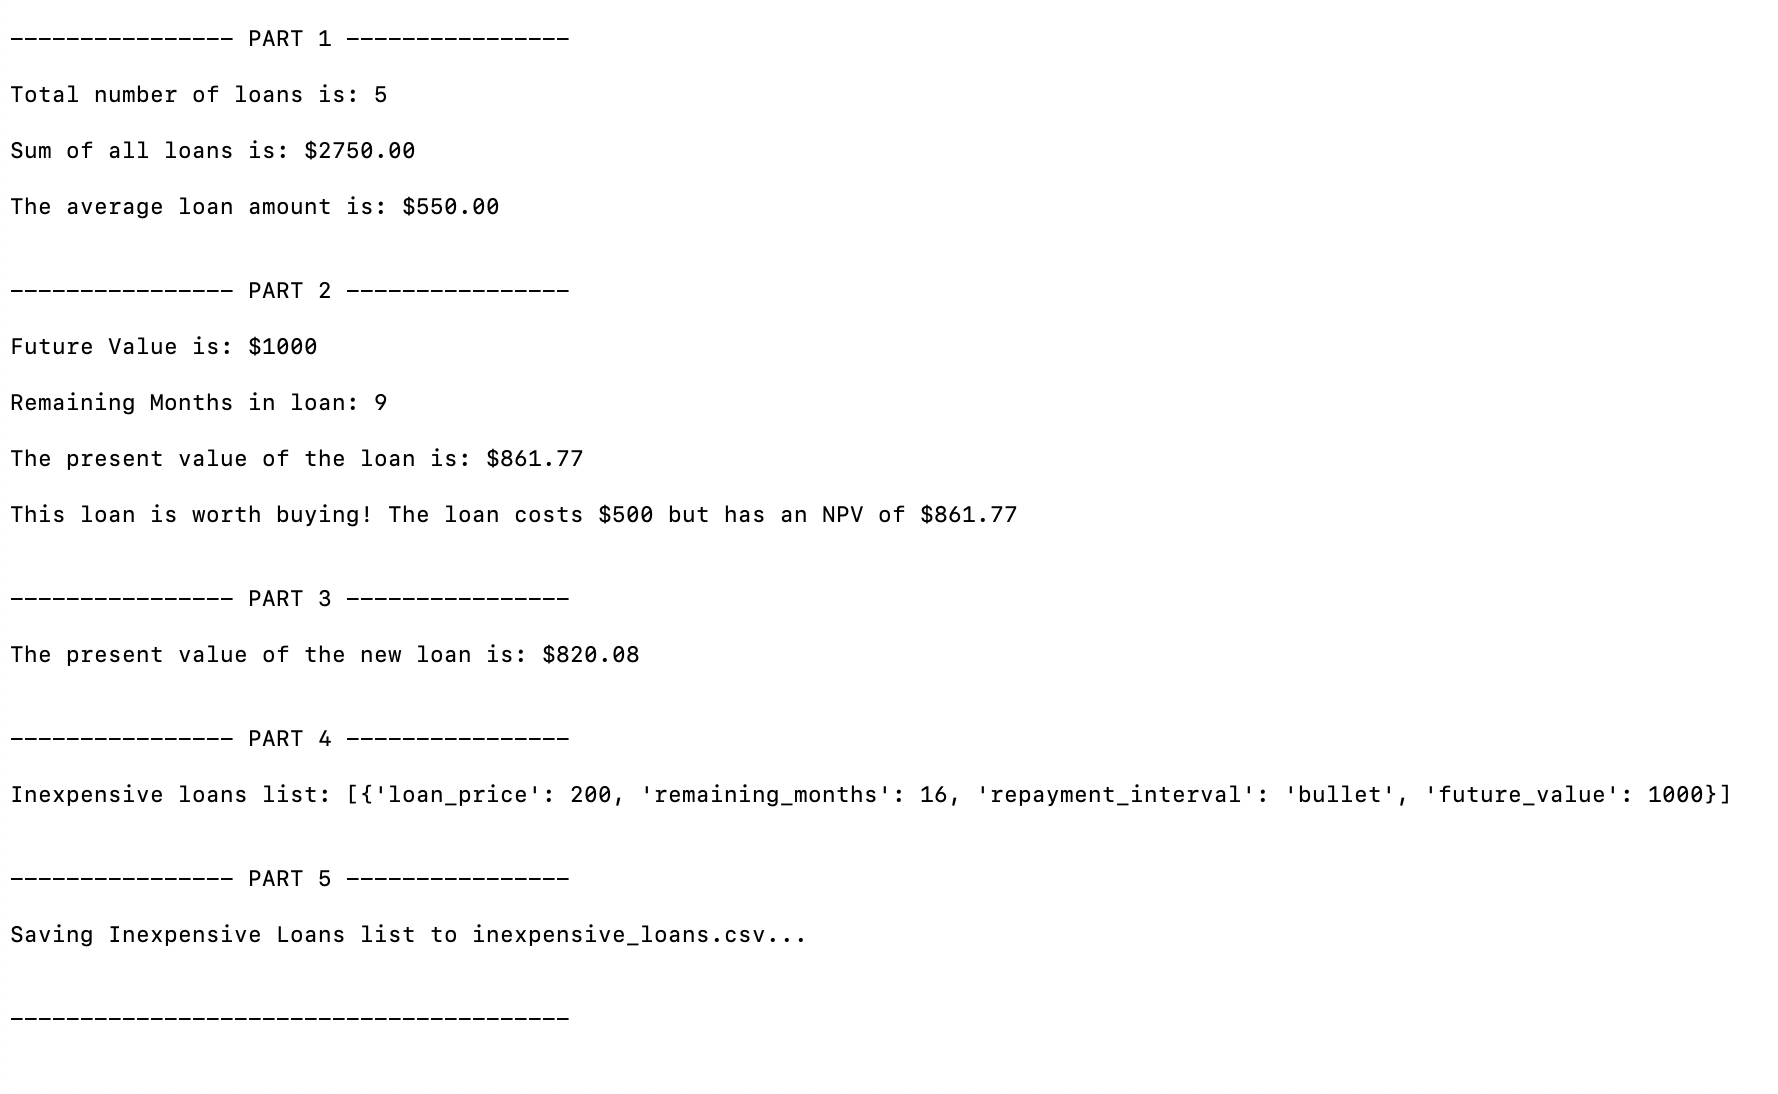 ---------------- PART 1 ----------------
Total number of loans is: 5
Sum of all loans is: $2750.00
The average loan amount is: $550.00
---------------- PART 2 ----------------
Future Value is: $1000
Remaining Months in loan: 9
The present value of the loan is: $861.77
This loan is worth buying! The loan costs $500 but has an NPV of $861.77
---------------- PART 3 ----------------
The present value of the new loan is: $820.08
---------------- PART 4 ----------------
Inexpensive loans list: [{'loan_price': 200, 'remaining_months': 16, 'repayment_interval': 'bullet', 'future_value': 1000}]
---------------- PART 5 ----------------
Saving Inexpensive Loans list to inexpensive_loans.csv...
----------------------------------------